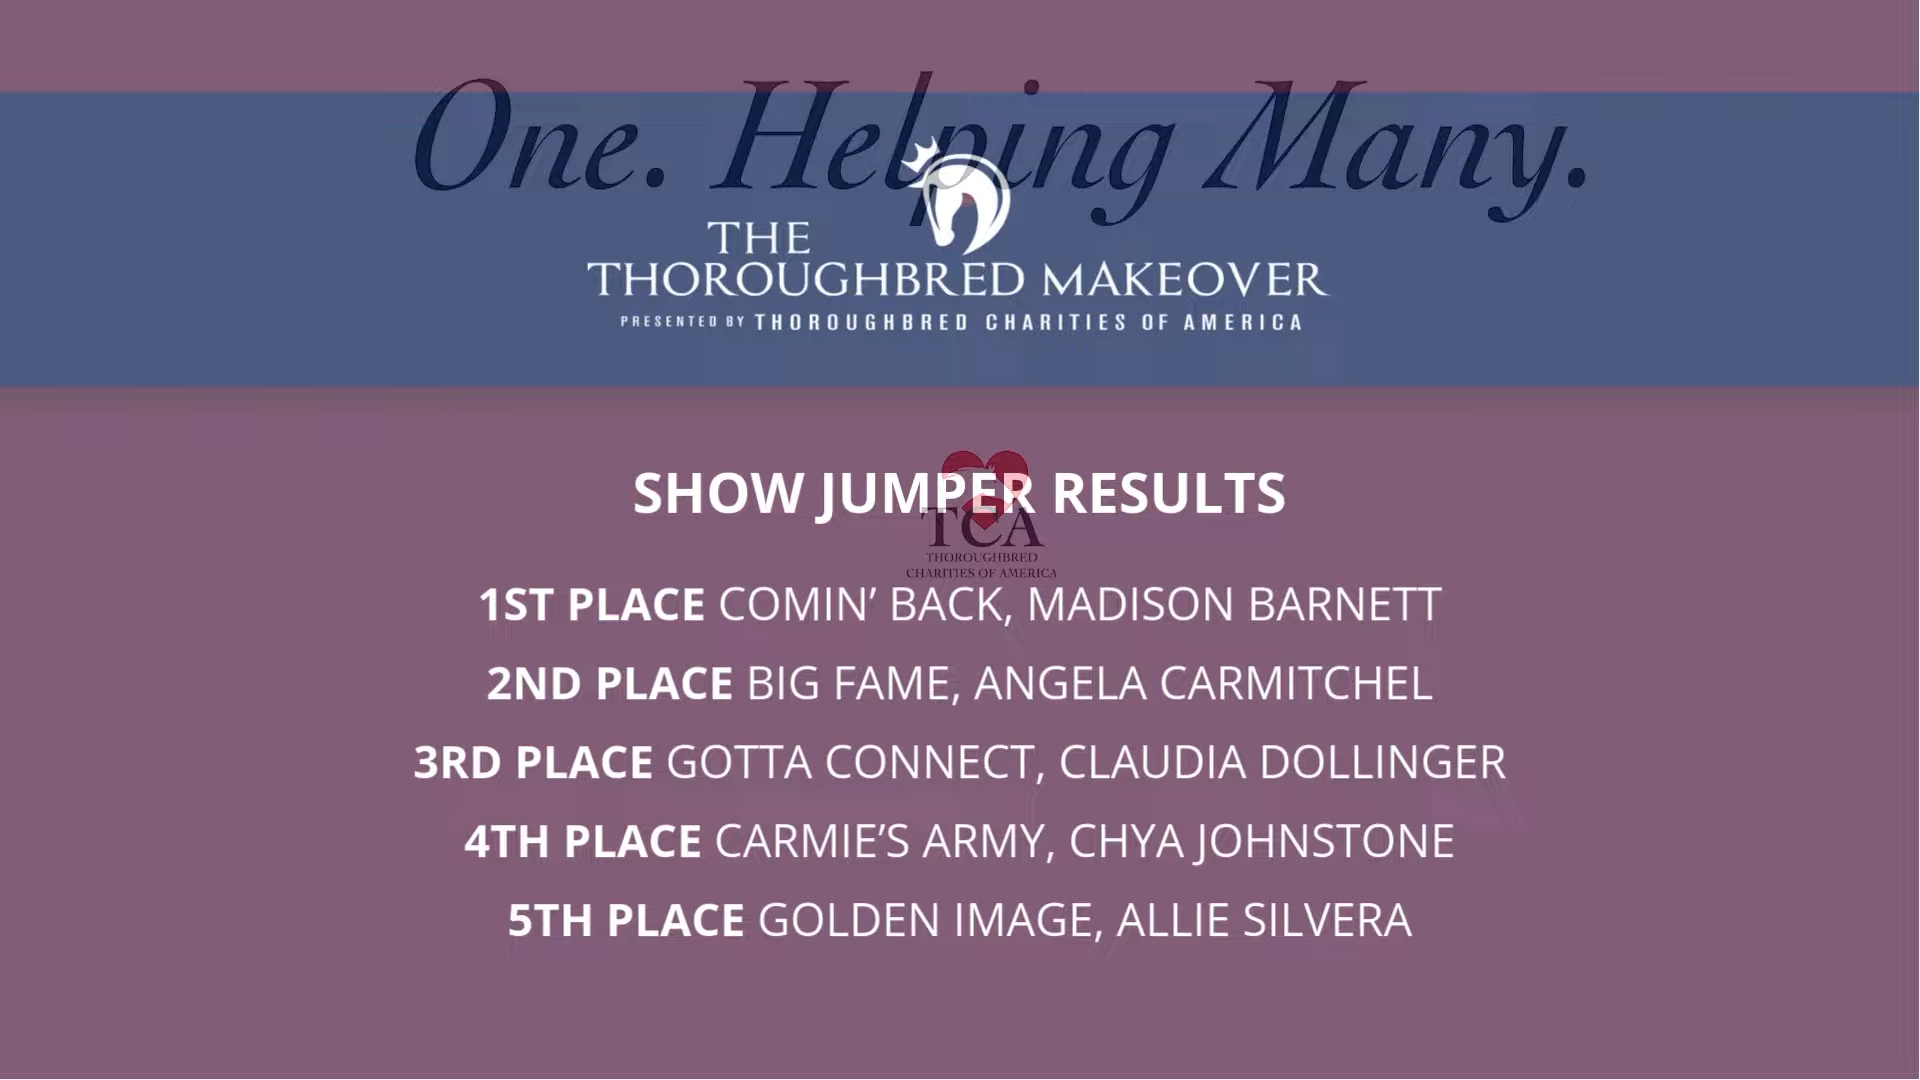 One. Helping Many.
THE
THOROUGHBRED MAKEOVER
PRESENTED BY THOROUGHBRED CHARITIES OF AMERICA
SHOW JUMPER RESULTS
TCA
THOROUGHBRED
CHARITIES OF AMERICA
1ST PLACE COMIN’ BACK, MADISON BARNETT
2ND PLACE BIG FAME, ANGELA CARMITCHEL
3RD PLACE GOTTA CONNECT, CLAUDIA DOLLINGER
4TH PLACE CARMIE’S ARMY, CHYA JOHNSTONE
5TH PLACE GOLDEN IMAGE, ALLIE SILVERA